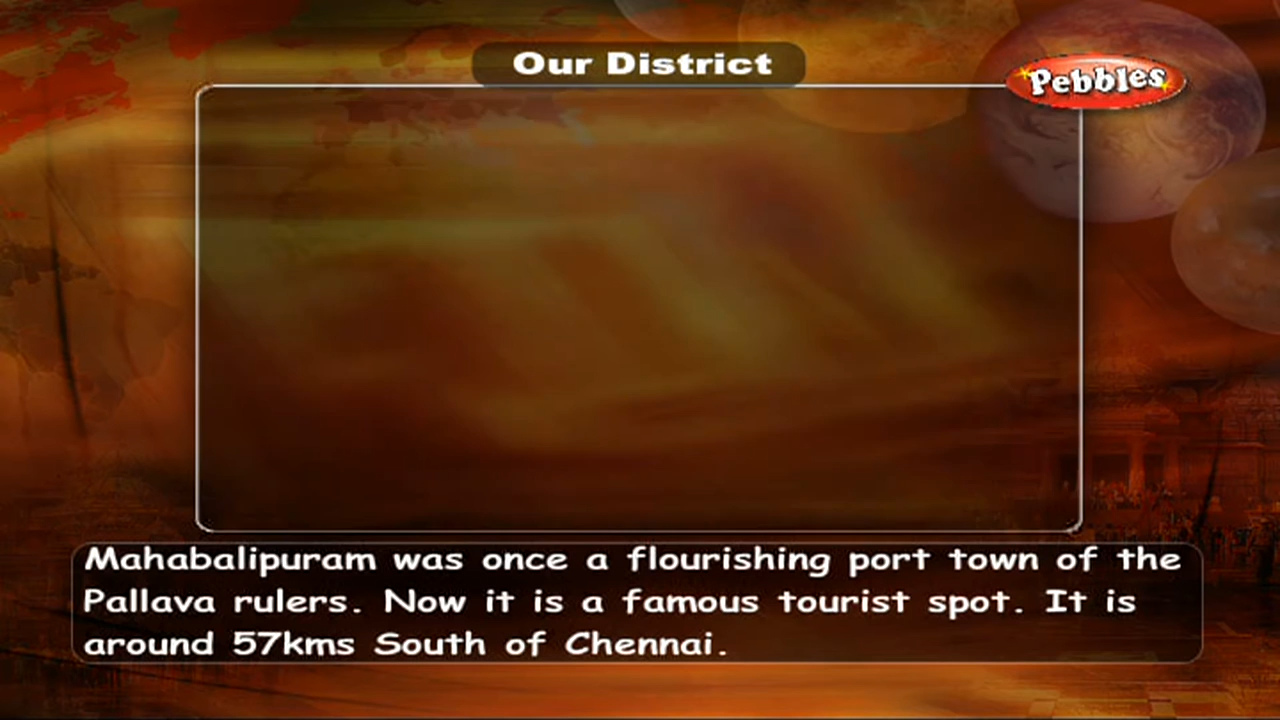 Our District
Pebbles
Mahabalipuram was once a flourishing port town of the
Pallava rulers. Now it is a famous tourist spot. It is
around 57kms South of Chennai.